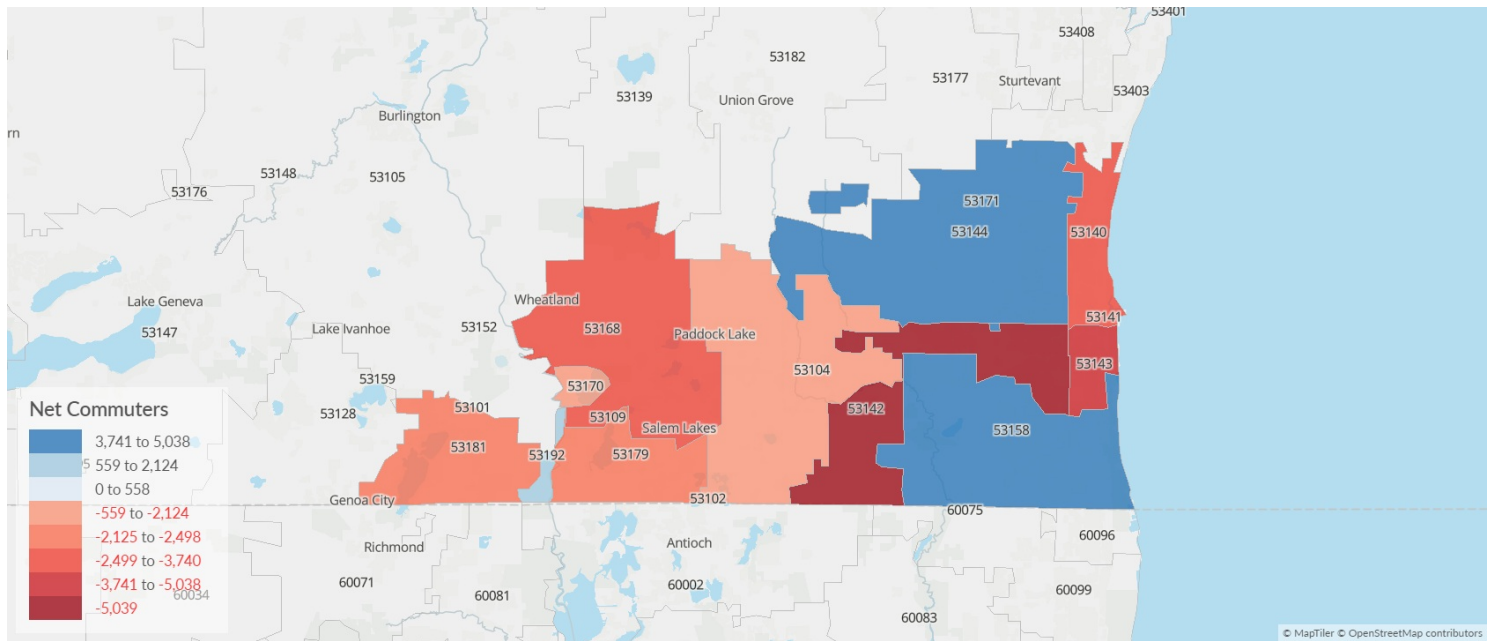 53401
53408
53182
53177
Sturtevant
53139
53403
Union Grove
Burlington
rn
53148
53105
53176
53171
53144
53140
Lake Geneva
53147
Wheatland
Lake Ivanhoe
53152
53168
Paddock Lake
53141
53143
53104
53159
53170
53128
53101
53109
53142
Salem Lakes
53158
53181
53192
53179
Genoa City
53102
60075
Richmond
Antioch
60096
60071
60081
60002
60099
60034
60083
Net Commuters
3,741 to 5,038
559 to 2,124
0 to 558
-559 to -2,124
-2,125 to -2,498
-2,499 to -3,740
-3,741 to -5,038
-5,039
© MapTiler © OpenStreetMap contributors